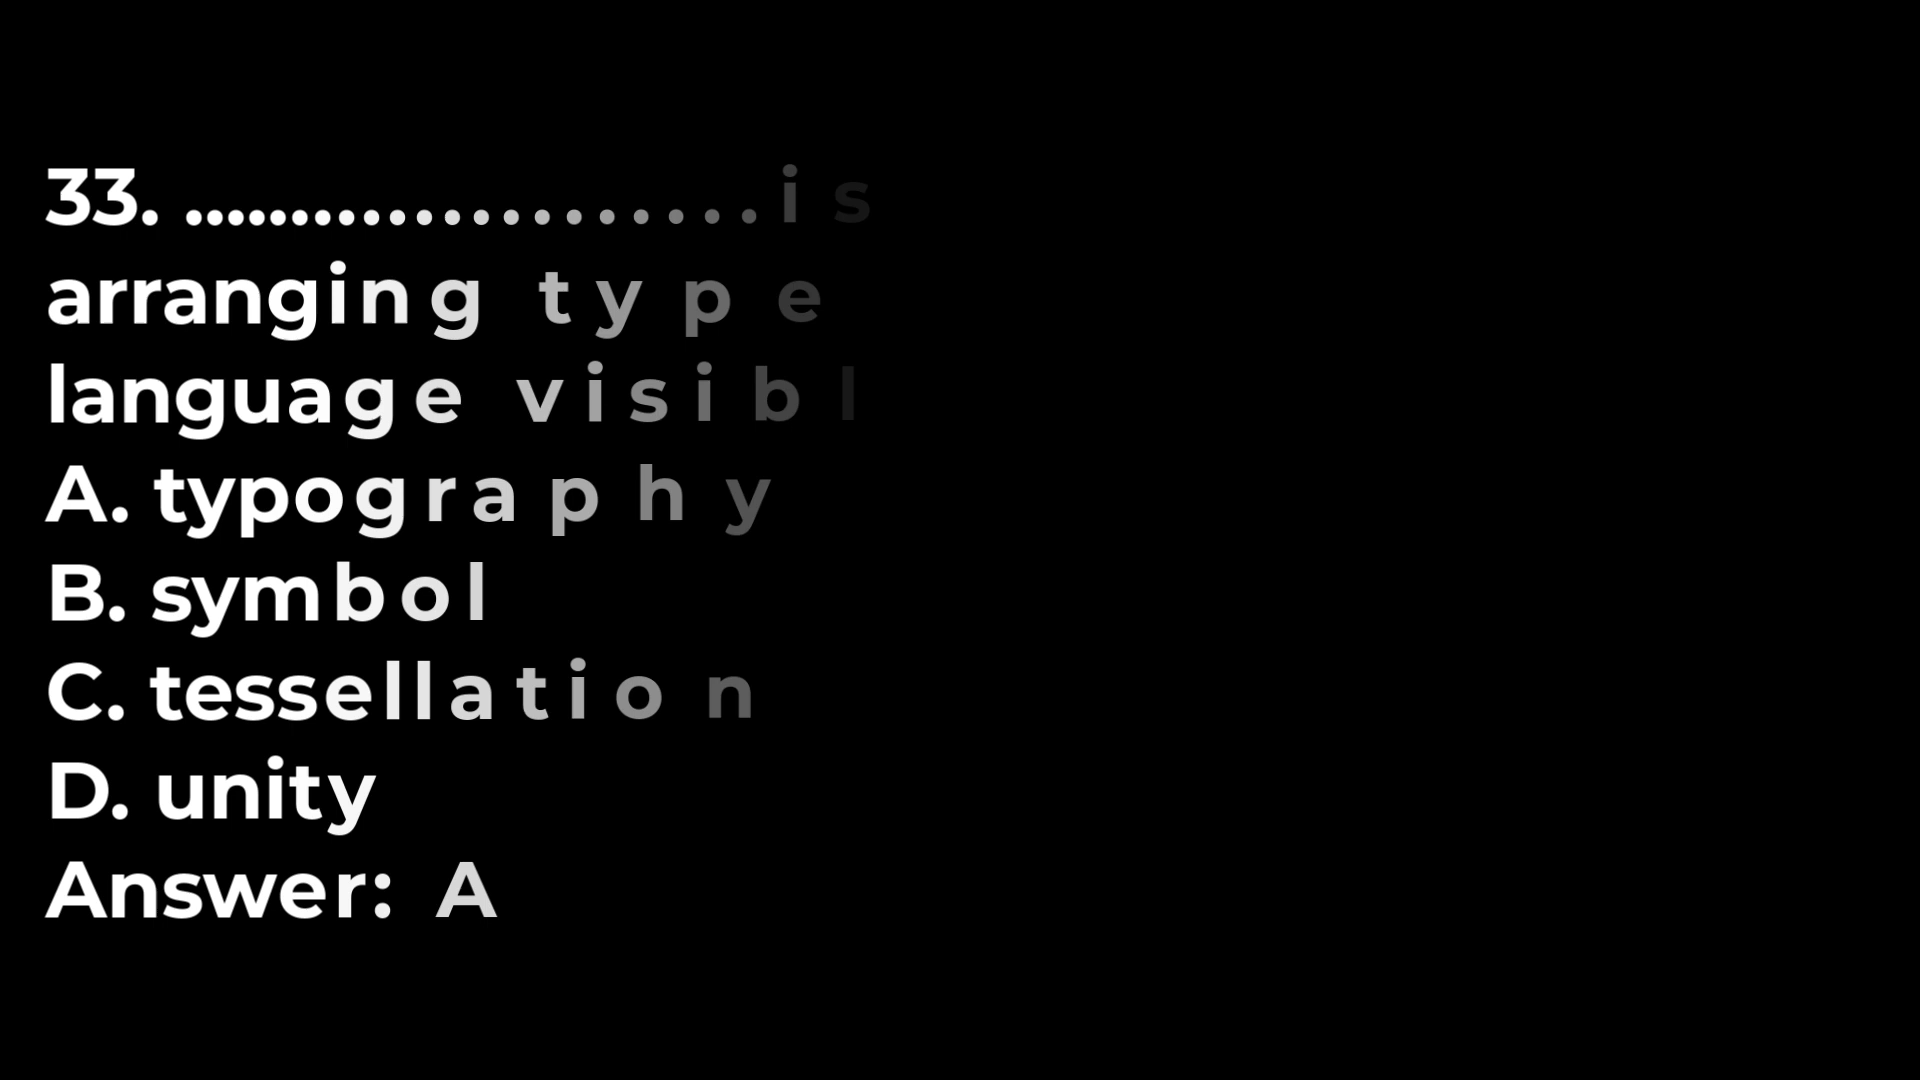 33. ........................... is
arranging type
language visibl
A. typography
B. symbol
C. tessellation
D. unity
Answer: A